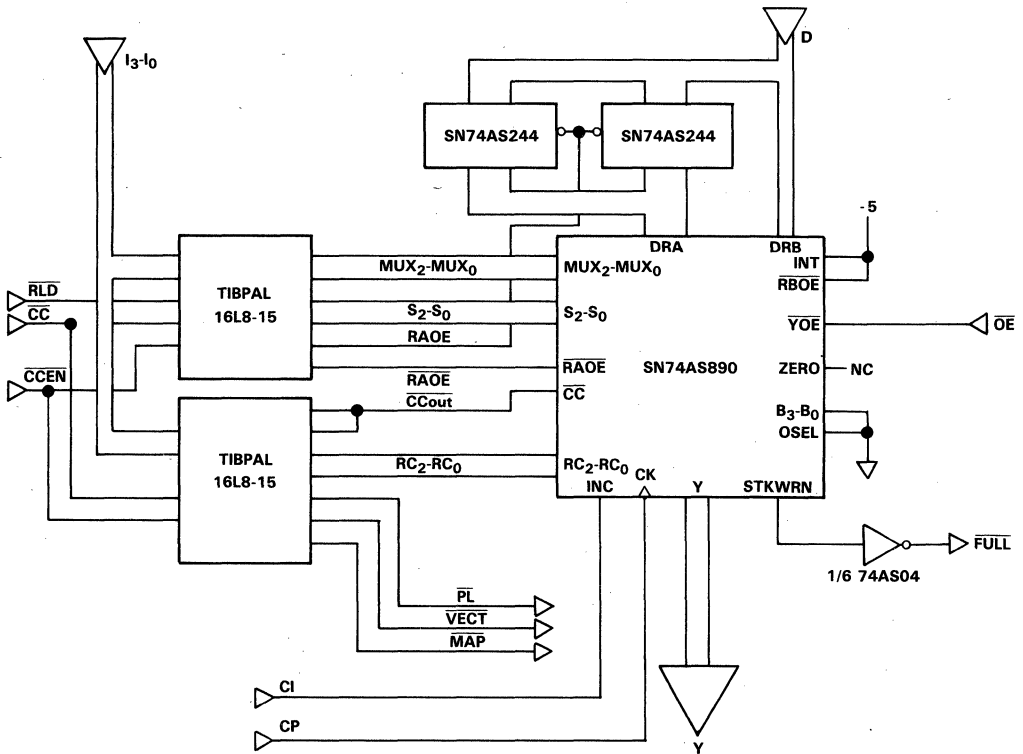 D
I3-I0
SN74AS244
SN74AS244
-5
DRA
DRB
INT
MUX2-MUX0
MUX2-MUX0
RBOE
RLD
TIBPAL
16L8-15
S2-S0
S2-S0
CC
YOE
OE
RAOE
RAOE
SN74AS890
ZERO
NC
CCEN
RAOE
CCout
CC
B3-B0
OSEL
TIBPAL
16L8-15
RC2-RC0
RC2-RC0
INC
CK
Y
STKWRN
FULL
1/6 74AS04
PL
VECT
MAP
CI
CP
Y